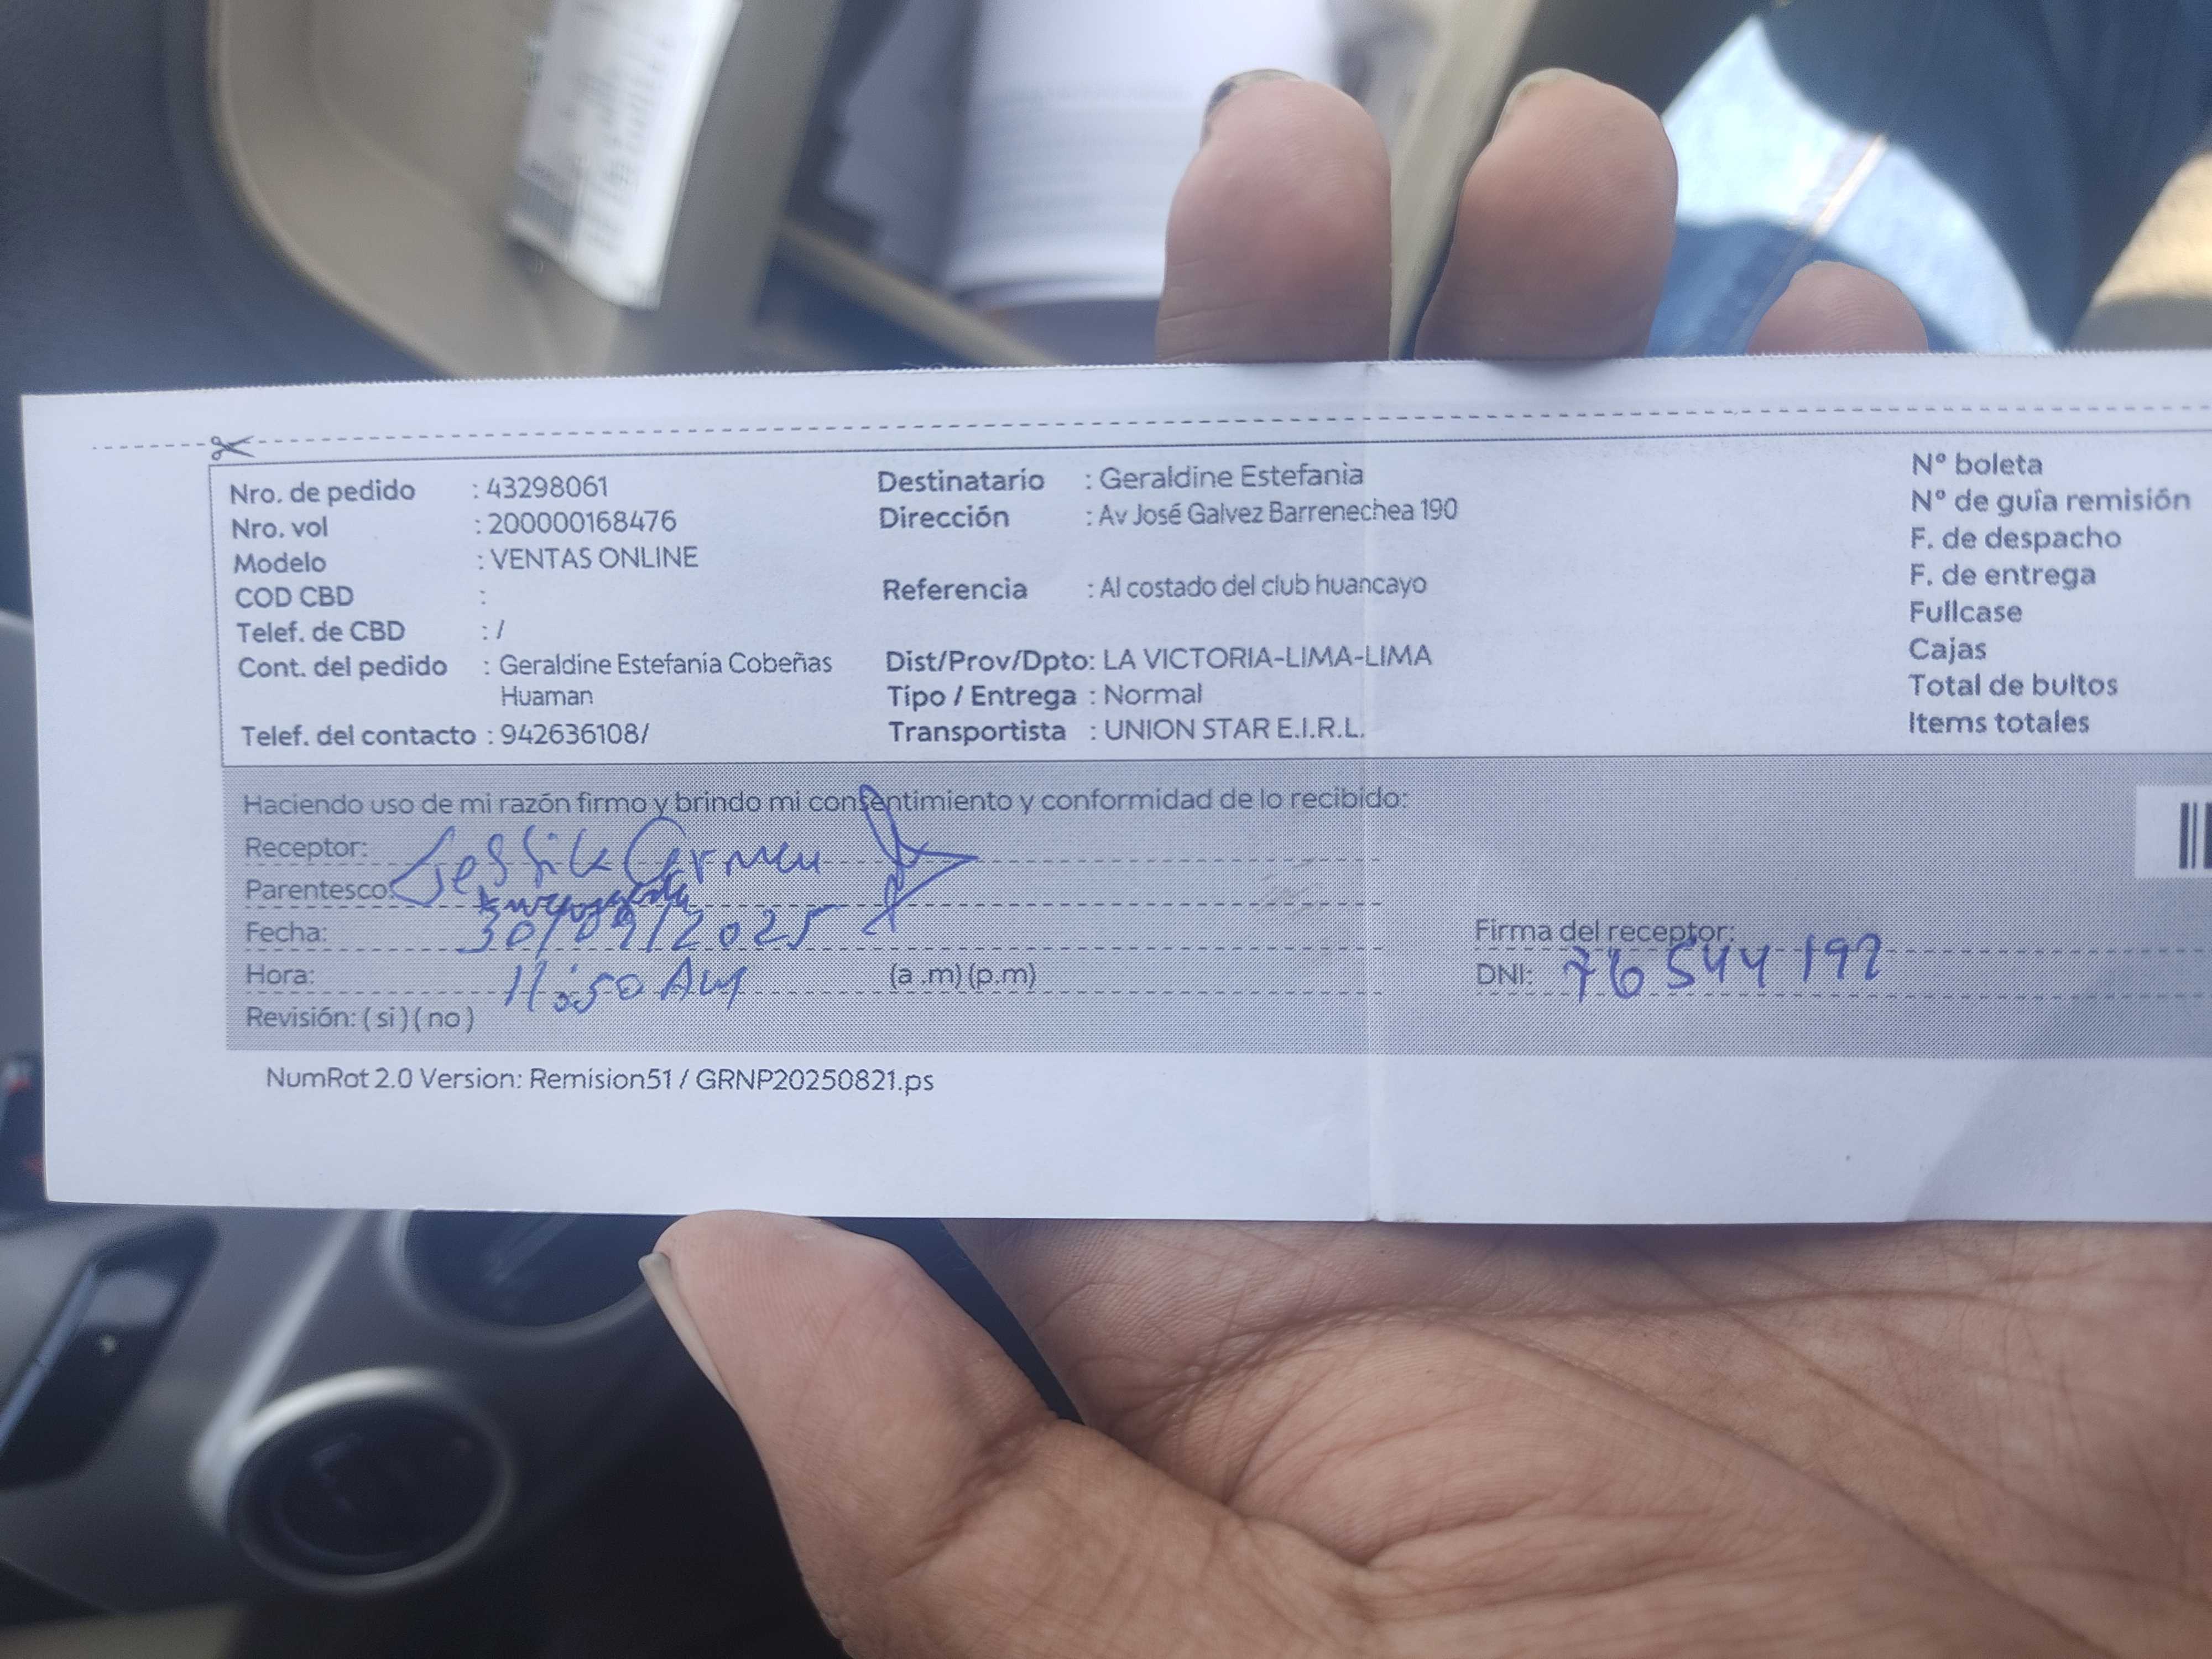 Nro. de pedido : 43298061
Nro. vol : 200000168476
Modelo : VENTAS ONLINE
COD CBD :
Telef. de CBD : /
Cont. del pedido : Geraldine Estefanía Cobeñas
Huaman
Telef. del contacto : 942636108/
Destinatario : Geraldine Estefanía
Dirección : Av José Galvez Barrenechea 190
Referencia : Al costado del club huancayo
Dist/Prov/Dpto: LA VICTORIA-LIMA-LIMA
Tipo / Entrega : Normal
Transportista : UNION STAR E.I.R.L.
N° boleta
N° de guía remisión
F. de despacho
F. de entrega
Fullcase
Cajas
Total de bultos
Items totales
Haciendo uso de mi razón firmo y brindo mi consentimiento y conformidad de lo recibido:
Receptor: Carmen
Parentesco:
Fecha: 30/09/2025
Hora: 11:50 AM (a .m) (p.m)
Revisión: ( si ) ( no )
Firma del receptor:
DNI: 76544192
NumRot 2.0 Version: Remision51 / GRNP20250821.ps